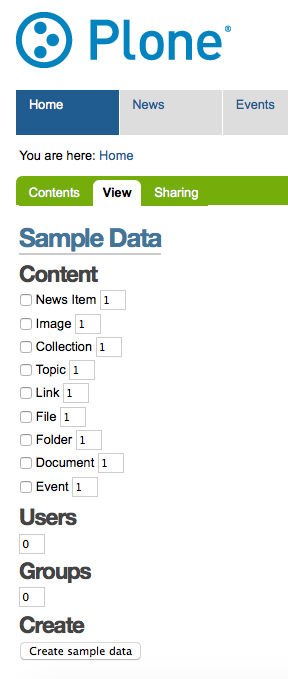 Plone®
Home News Events
You are here: Home
Contents View Sharing
Sample Data
Content
News Item 1
Image 1
Collection 1
Topic 1
Link 1
File 1
Folder 1
Document 1
Event 1
Users
0
Groups
0
Create
Create sample data